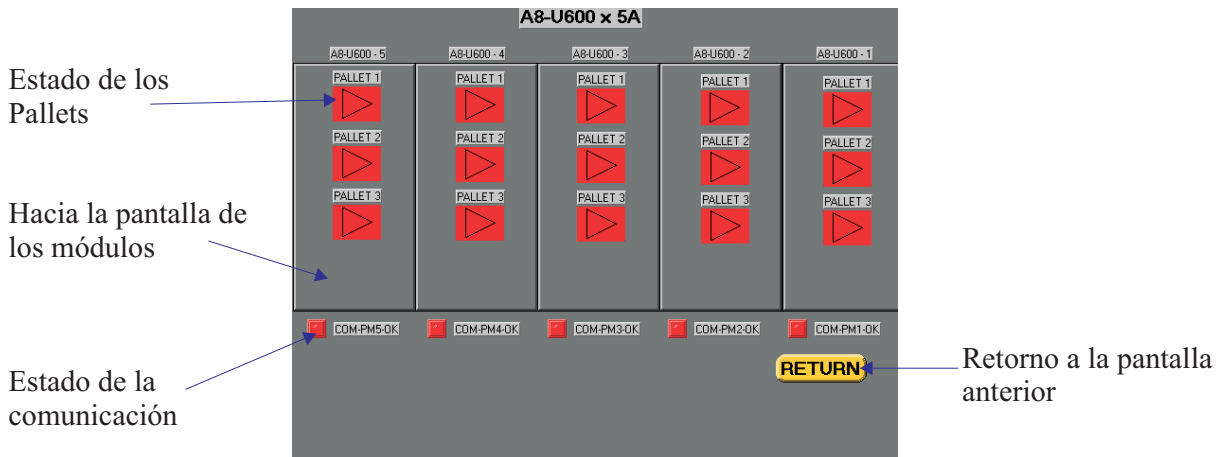 A8-U600 x 5A
A8-U600 - 5 A8-U600 - 4 A8-U600 - 3 A8-U600 - 2 A8-U600 - 1
PALLET 1 PALLET 1 PALLET 1 PALLET 1 PALLET 1
PALLET 2 PALLET 2 PALLET 2 PALLET 2 PALLET 2
PALLET 3 PALLET 3 PALLET 3 PALLET 3 PALLET 3
COM-PM5-OK COM-PM4-OK COM-PM3-OK COM-PM2-OK COM-PM1-OK
RETURN
Estado de los
Pallets
Hacia la pantalla de
los módulos
Estado de la
comunicación
Retorno a la pantalla
anterior